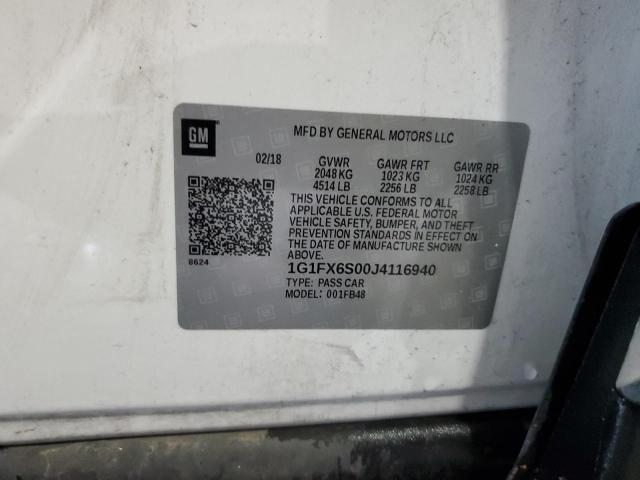 GM
MFD BY GENERAL MOTORS LLC
02/18 GVWR GAWR FRT GAWR RR
2048 KG 1023 KG 1024 KG
4514 LB 2256 LB 2258 LB
THIS VEHICLE CONFORMS TO ALL
APPLICABLE U.S. FEDERAL MOTOR
VEHICLE SAFETY, BUMPER, AND THEFT
PREVENTION STANDARDS IN EFFECT ON
THE DATE OF MANUFACTURE SHOWN
ABOVE.
8624
1G1FX6S00J4116940
TYPE: PASS CAR
MODEL: 001FB48